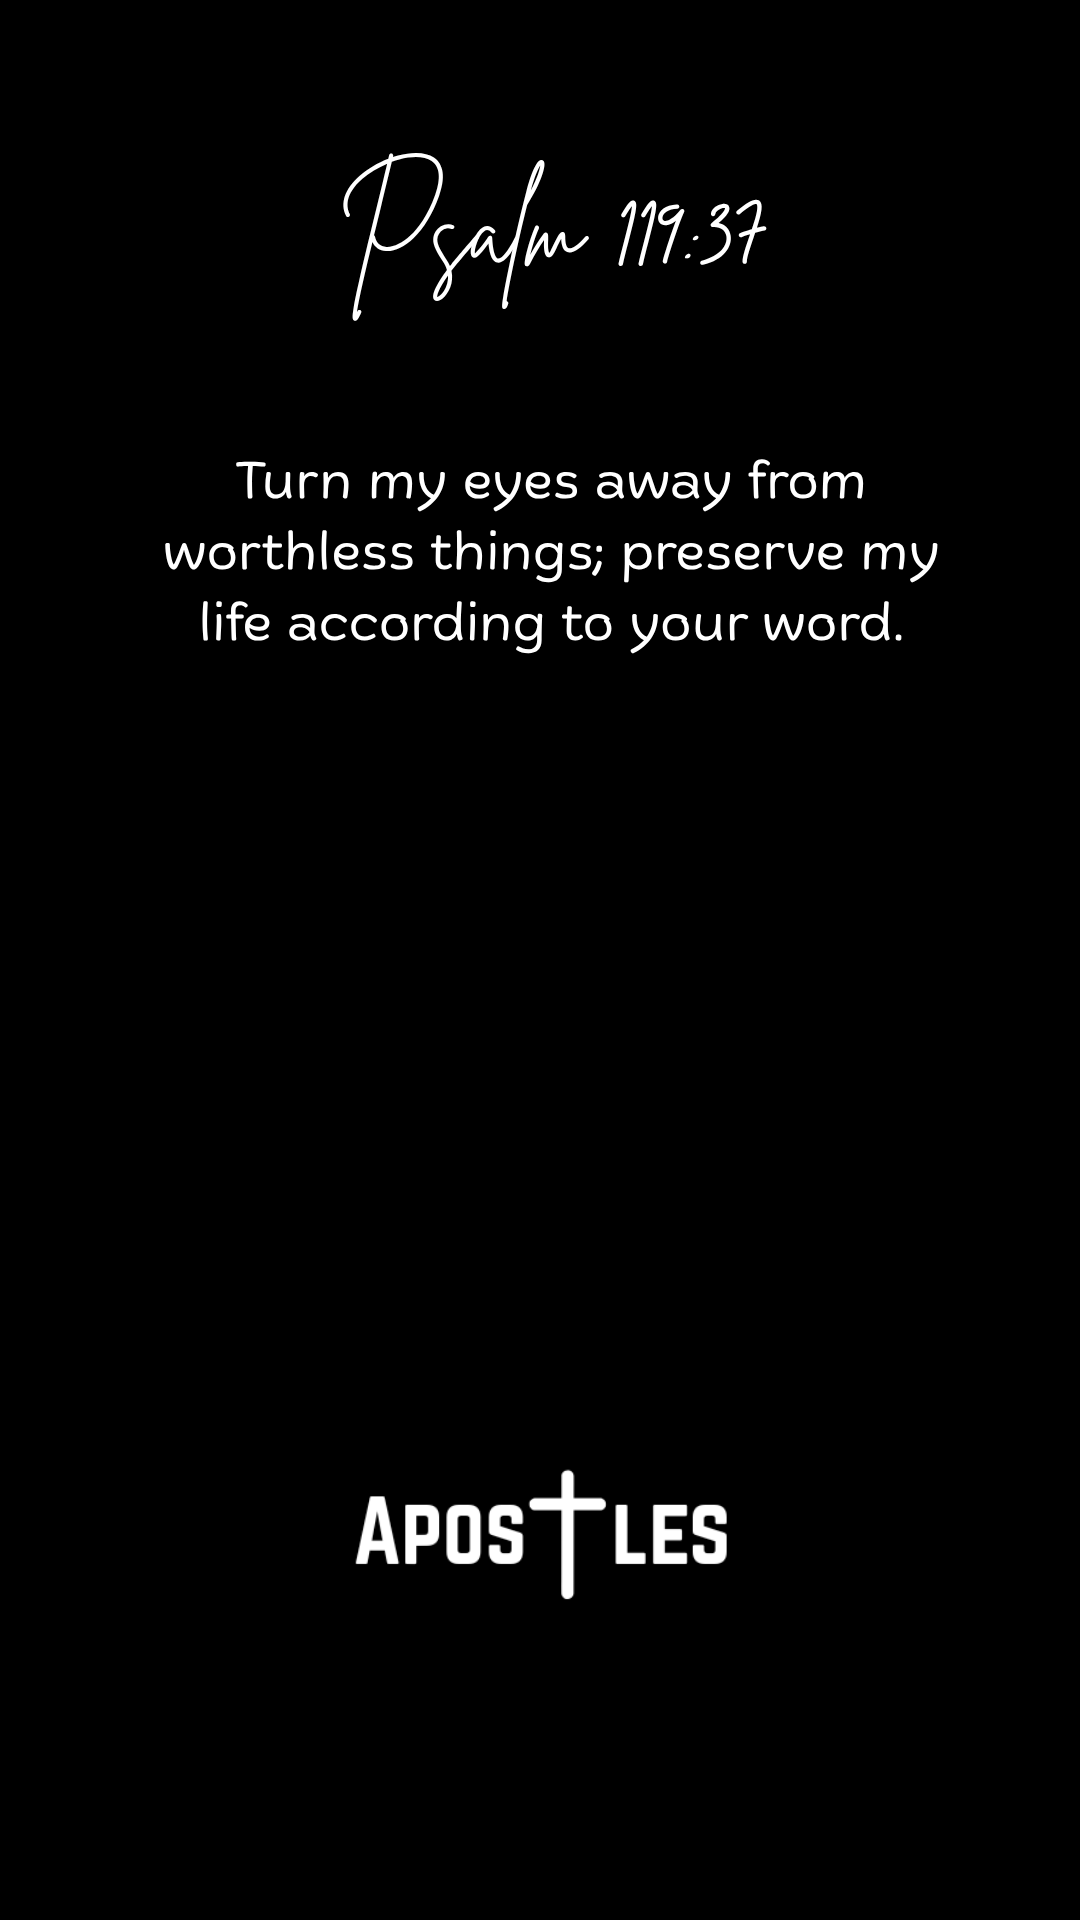 Psalm 119:37
Turn my eyes away from
worthless things; preserve my
life according to your word.
APOSTLES